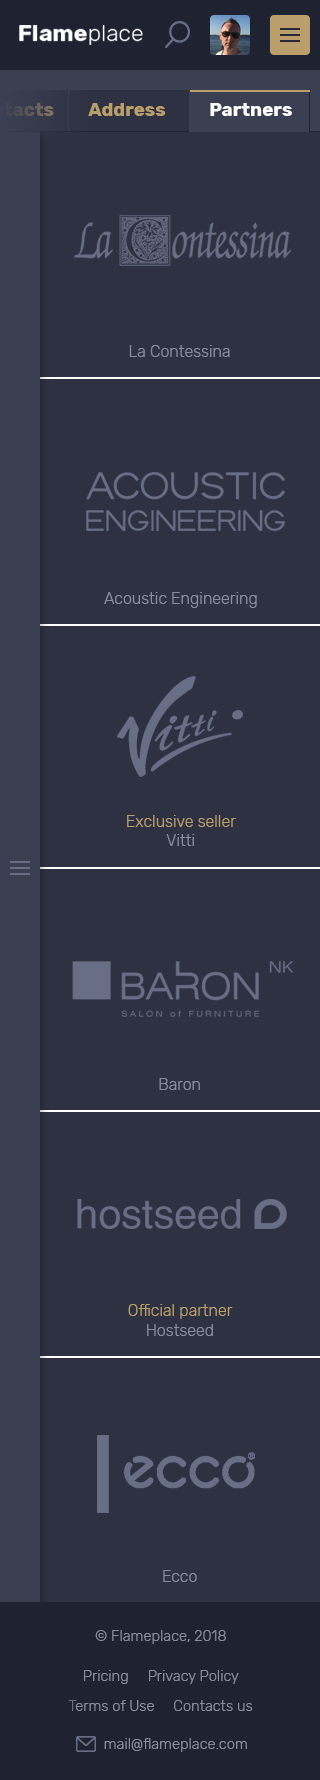 Flameplace
tacts Address Partners
La Contessina
La Contessina
ACOUSTIC
ENGINEERING
Acoustic Engineering
Vitti
Exclusive seller
Vitti
BARON NK
SALON of FURNITURE
Baron
hostseed
Official partner
Hostseed
ecco®
Ecco
© Flameplace, 2018
Pricing Privacy Policy
Terms of Use Contacts us
mail@flameplace.com